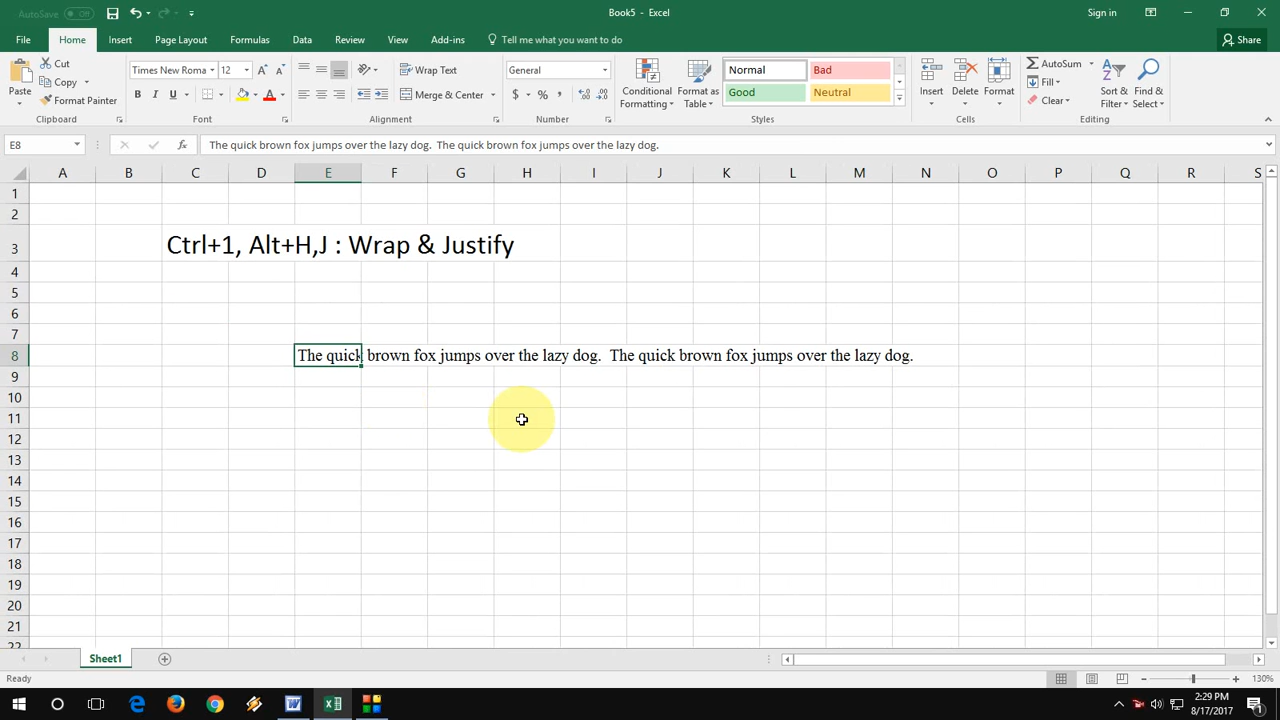 AutoSave Off Book5 - Excel Sign in
File Home Insert Page Layout Formulas Data Review View Add-ins Tell me what you want to do Share
Paste Cut Copy Format Painter Clipboard
Times New Roma 12 B I U A Font
Wrap Text Merge & Center Alignment
General $ % , Number
Conditional Formatting Format as Table Normal Bad Good Neutral Styles
Insert Delete Format Cells
AutoSum Fill Clear Sort & Filter Find & Select Editing
E8 fx The quick brown fox jumps over the lazy dog.  The quick brown fox jumps over the lazy dog.
A B C D E F G H I J K L M N O P Q R S
1
2
3 Ctrl+1, Alt+H,J : Wrap & Justify
4
5
6
7
8 The quick brown fox jumps over the lazy dog.  The quick brown fox jumps over the lazy dog.
9
10
11
12
13
14
15
16
17
18
19
20
21
22
Sheet1
Ready 130%
2:29 PM
8/17/2017